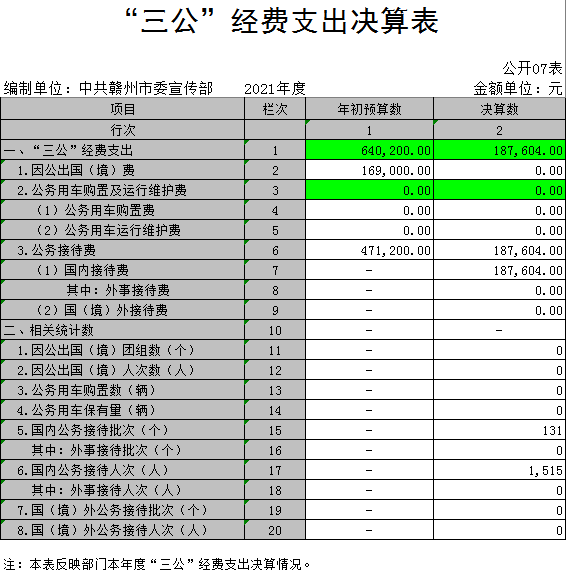 “三公”经费支出决算表
公开07表
编制单位：中共赣州市委宣传部 2021年度 金额单位：元
项目 栏次 年初预算数 决算数
行次 1 2
一、“三公”经费支出 1 640,200.00 187,604.00
1.因公出国（境）费 2 169,000.00 0.00
2.公务用车购置及运行维护费 3 0.00 0.00
（1）公务用车购置费 4 0.00 0.00
（2）公务用车运行维护费 5 0.00 0.00
3.公务接待费 6 471,200.00 187,604.00
（1）国内接待费 7 - 187,604.00
其中：外事接待费 8 - 0.00
（2）国（境）外接待费 9 - 0.00
二、相关统计数 10 - -
1.因公出国（境）团组数（个） 11 - 0
2.因公出国（境）人次数（人） 12 - 0
3.公务用车购置数（辆） 13 - 0
4.公务用车保有量（辆） 14 - 0
5.国内公务接待批次（个） 15 - 131
其中：外事接待批次（个） 16 - 0
6.国内公务接待人次（人） 17 - 1,515
其中：外事接待人次（人） 18 - 0
7.国（境）外公务接待批次（个） 19 - 0
8.国（境）外公务接待人次（人） 20 - 0
注：本表反映部门本年度“三公”经费支出决算情况。